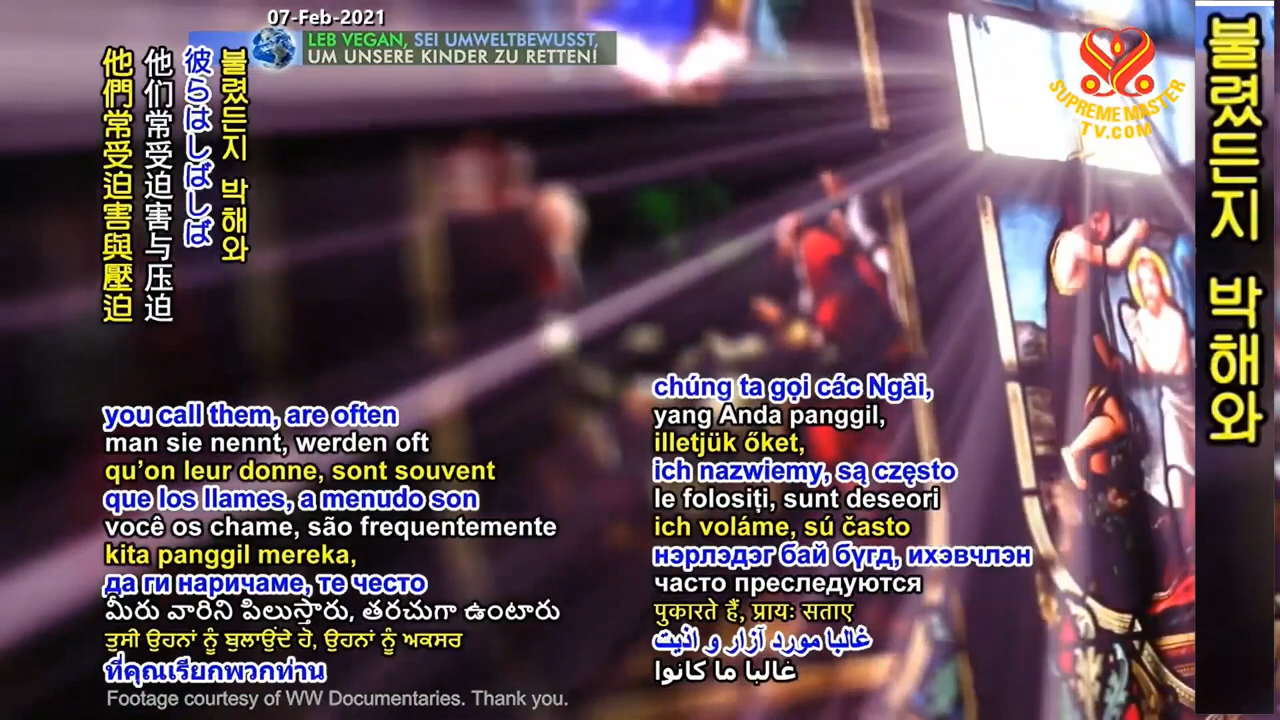 07-Feb-2021
LEB VEGAN, SEI UMWELTBEWUSST,
UM UNSERE KINDER ZU RETTEN!
SUPREME MASTER
TV.COM
불렸든지 박해와
불렸든지 박해와
彼らはしばしば
他们常受迫害与压迫
他們常受迫害與壓迫
you call them, are often
man sie nennt, werden oft
qu'on leur donne, sont souvent
que los llames, a menudo son
você os chame, são frequentemente
kita panggil mereka,
да ги наричаме, те често
మీరు వారిని పిలుస్తారు, తరచుగా ఉంటారు
ਤੁਸੀ ਉਹਨਾਂ ਨੂੰ ਬੁਲਾਉਂਦੇ ਹੋ, ਉਹਨਾਂ ਨੂੰ ਅਕਸਰ
ที่คุณเรียกพวกท่าน
Footage courtesy of WW Documentaries. Thank you.
chúng ta gọi các Ngài,
yang Anda panggil,
illetjük őket,
ich nazwiemy, są często
le folosiți, sunt deseori
ich voláme, sú často
нэрлэдэг бай бүгд, ихэвчлэн
часто преследуются
पुकारते हैं, प्रायः सताए
غالبا مورد آزار و اذیت
غالبا ما كانوا